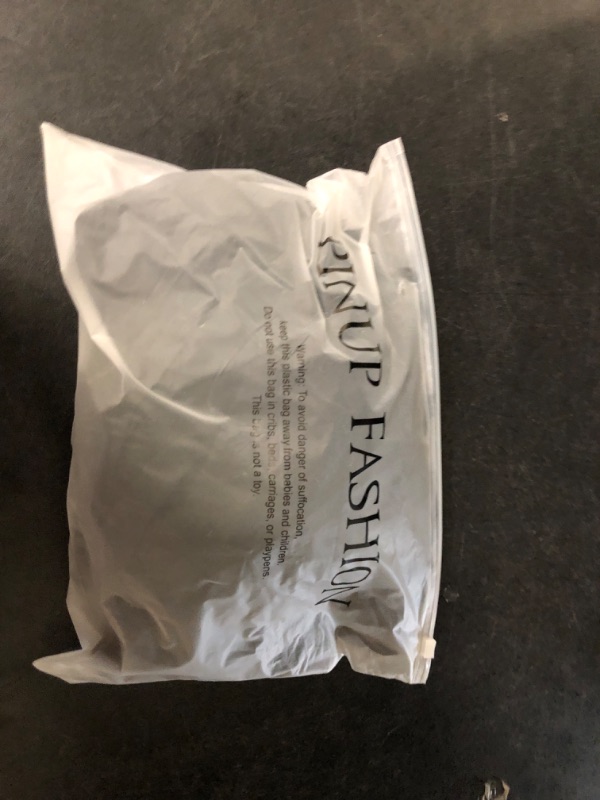 PINUP FASHION
Warning: To avoid danger of suffocation,
keep this plastic bag away from babies and children.
Do not use this bag in cribs, beds, carriages, or playpens.
This bag is not a toy.